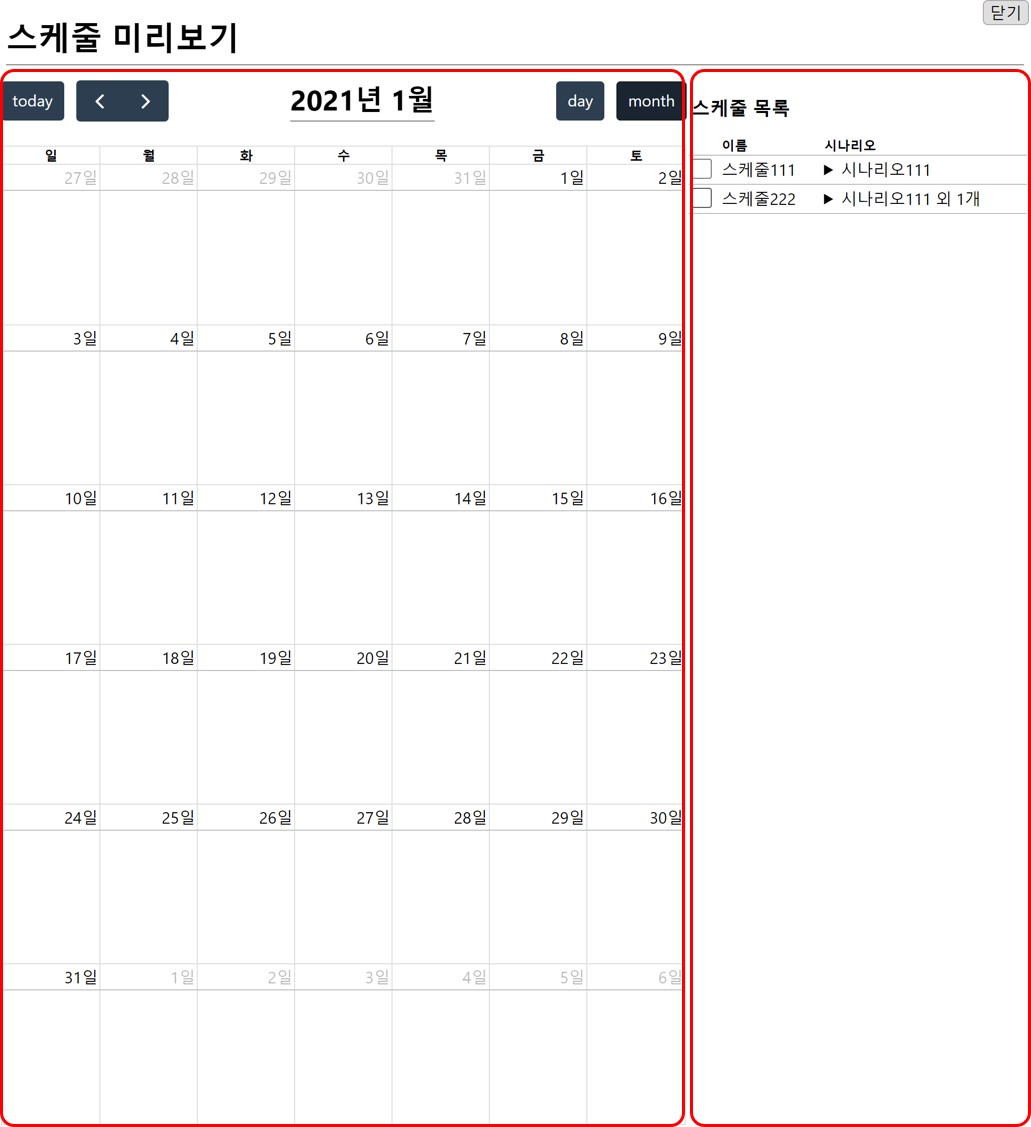 닫기
스케줄 미리보기
today
2021년 1월
day month
일 월 화 수 목 금 토
27일 28일 29일 30일 31일 1일 2일
3일 4일 5일 6일 7일 8일 9일
10일 11일 12일 13일 14일 15일 16일
17일 18일 19일 20일 21일 22일 23일
24일 25일 26일 27일 28일 29일 30일
31일 1일 2일 3일 4일 5일 6일
스케줄 목록
이름 시나리오
스케줄111 ▶ 시나리오111
스케줄222 ▶ 시나리오111 외 1개